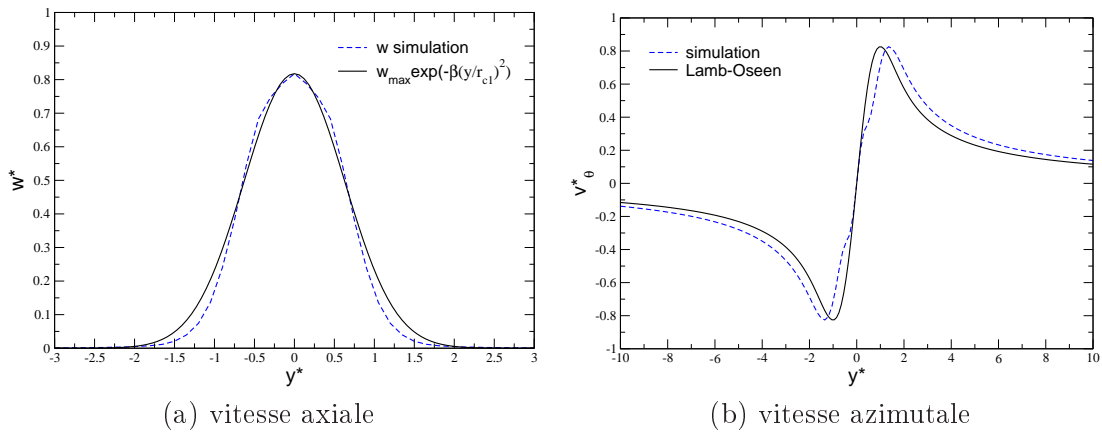 1
0.9
0.8
0.7
0.6
0.5
0.4
0.3
0.2
0.1
0
w*
w simulation
w_max exp(-β(y/r_c1)^2)
-3 -2.5 -2 -1.5 -1 -0.5 0 0.5 1 1.5 2 2.5 3
y*
(a) vitesse axiale
1
0.8
0.6
0.4
0.2
0
-0.2
-0.4
-0.6
-0.8
-1
v*_θ
simulation
Lamb-Oseen
-10 -8 -6 -4 -2 0 2 4 6 8 10
y*
(b) vitesse azimutale